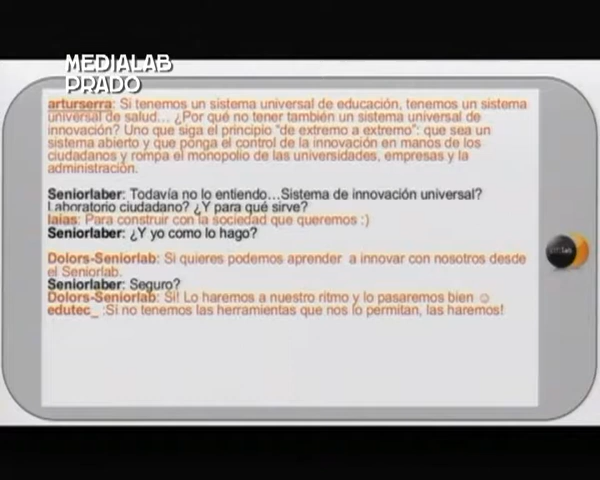 MEDIALAB
PRADO
arturserra: Si tenemos un sistema universal de educación, tenemos un sistema
universal de salud... ¿Por qué no tener también un sistema universal de
innovación? Uno que siga el principio "de extremo a extremo": que sea un
sistema abierto y que ponga el control de la innovación en manos de los
ciudadanos y rompa el monopolio de las universidades, empresas y la
administración.
Seniorlaber: Todavía no lo entiendo...Sistema de innovación universal?
Laboratorio ciudadano? ¿Y para qué sirve?
laias: Para construir con la sociedad que queremos :)
Seniorlaber: ¿Y yo como lo hago?
Dolors-Seniorlab: Si quieres podemos aprender a innovar con nosotros desde
el Seniorlab.
Seniorlaber: Seguro?
Dolors-Seniorlab: Si! Lo haremos a nuestro ritmo y lo pasaremos bien ☺
edutec_ :Si no tenemos las herramientas que nos lo permitan, las haremos!